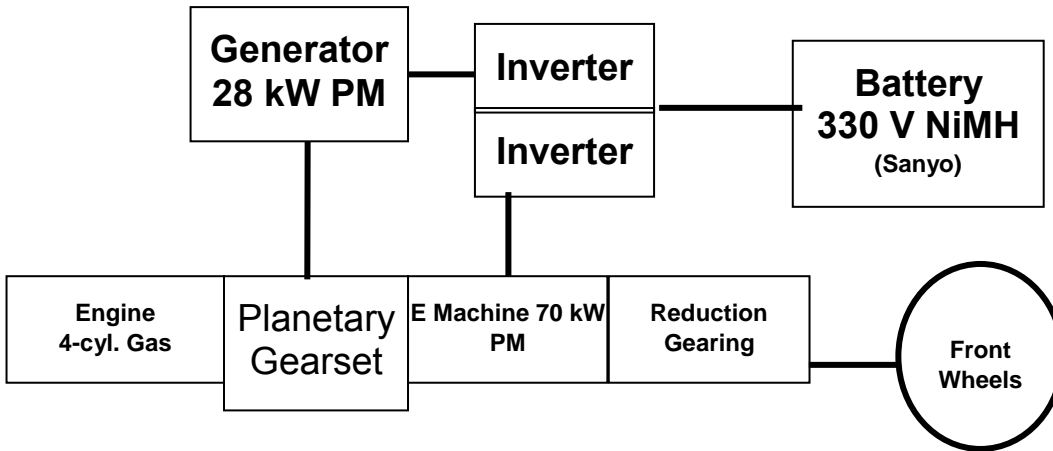 Generator
28 kW PM
Inverter
Inverter
Battery
330 V NiMH
(Sanyo)
Engine
4-cyl. Gas
Planetary
Gearset
E Machine 70 kW
PM
Reduction
Gearing
Front
Wheels